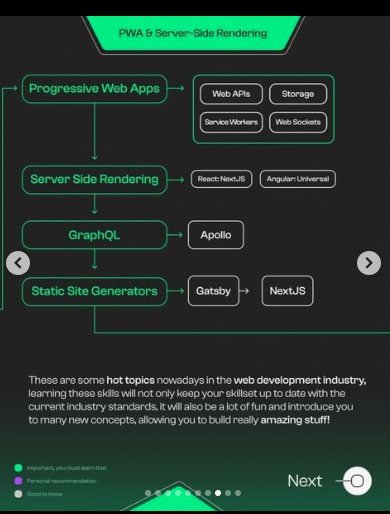 PWA & Server-Side Rendering
Progressive Web Apps
Web APIs
Storage
Service Workers
Web Sockets
Server Side Rendering
React: NextJS
Angular: Universal
GraphQL
Apollo
Static Site Generators
Gatsby
NextJS
These are some hot topics nowadays in the web development industry,
learning these skills will not only keep your skillset up to date with the
current industry standards, it will also be a lot of fun and introduce you
to many new concepts, allowing you to build really amazing stuff!
Important, you must learn this!
Personal recommendation
Good to know
Next